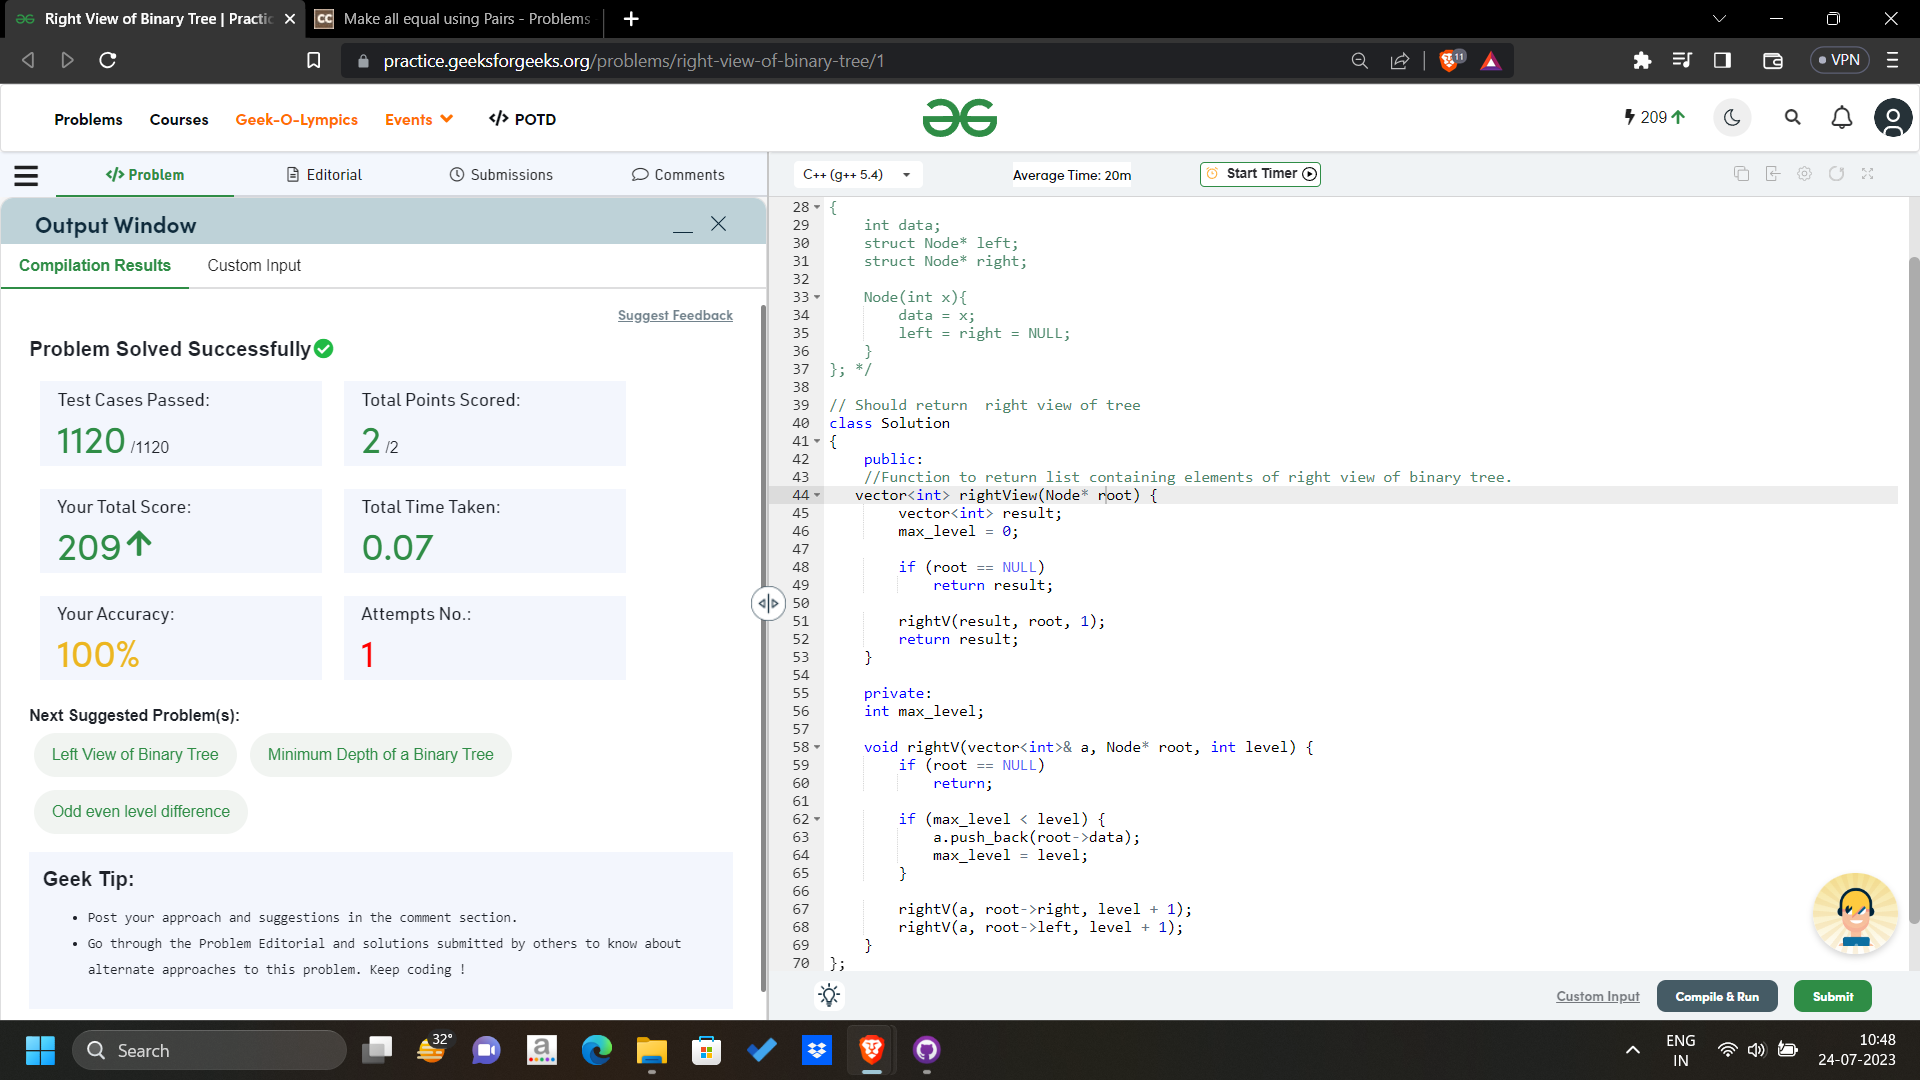 Right View of Binary Tree | Practic
Make all equal using Pairs - Problems
practice.geeksforgeeks.org/problems/right-view-of-binary-tree/1
11
VPN
Problems
Courses
Geek-O-Lympics
Events
</> POTD
209
</> Problem
Editorial
Submissions
Comments
C++ (g++ 5.4)
Average Time: 20m
Start Timer
Output Window
Compilation Results
Custom Input
Suggest Feedback
Problem Solved Successfully
Test Cases Passed:
1120 /1120
Total Points Scored:
2 /2
Your Total Score:
209
Total Time Taken:
0.07
Your Accuracy:
100%
Attempts No.:
1
Next Suggested Problem(s):
Left View of Binary Tree
Minimum Depth of a Binary Tree
Odd even level difference
Geek Tip:
• Post your approach and suggestions in the comment section.
• Go through the Problem Editorial and solutions submitted by others to know about
alternate approaches to this problem. Keep coding !
28 {
29 int data;
30 struct Node* left;
31 struct Node* right;
32
33 Node(int x){
34 data = x;
35 left = right = NULL;
36 }
37 }; */
38
39 // Should return  right view of tree
40 class Solution
41 {
42 public:
43 //Function to return list containing elements of right view of binary tree.
44 vector<int> rightView(Node* root) {
45 vector<int> result;
46 max_level = 0;
47
48 if (root == NULL)
49 return result;
50
51 rightV(result, root, 1);
52 return result;
53 }
54
55 private:
56 int max_level;
57
58 void rightV(vector<int>& a, Node* root, int level) {
59 if (root == NULL)
60 return;
61
62 if (max_level < level) {
63 a.push_back(root->data);
64 max_level = level;
65 }
66
67 rightV(a, root->right, level + 1);
68 rightV(a, root->left, level + 1);
69 }
70 };
Custom Input
Compile & Run
Submit
Search
32°
ENG
IN
10:48
24-07-2023